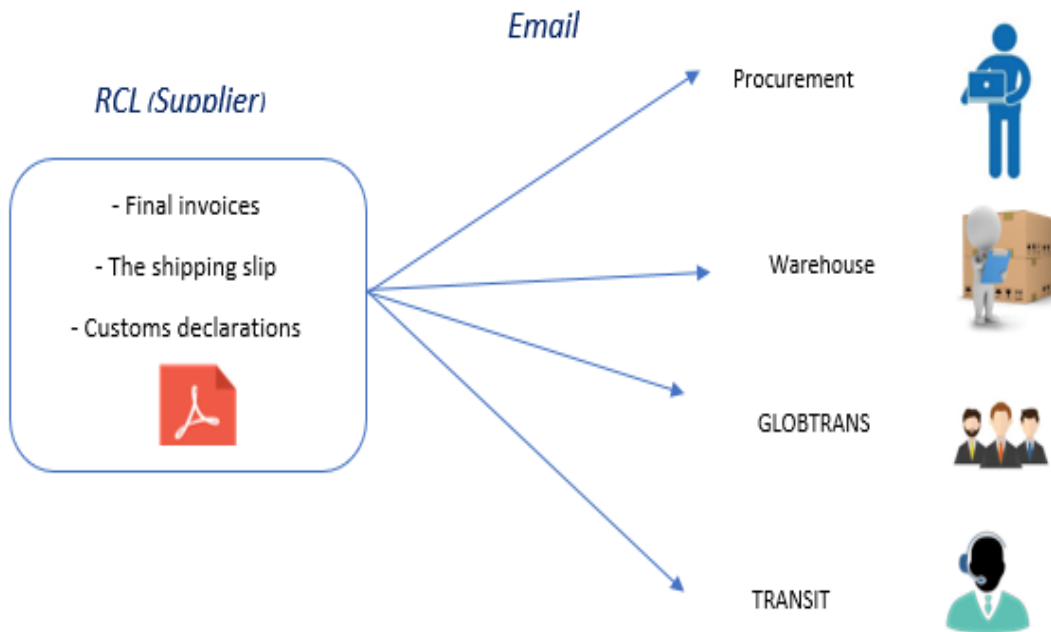 Email
RCL (Supplier)
Procurement
- Final invoices
- The shipping slip
- Customs declarations
Warehouse
GLOBTRANS
TRANSIT